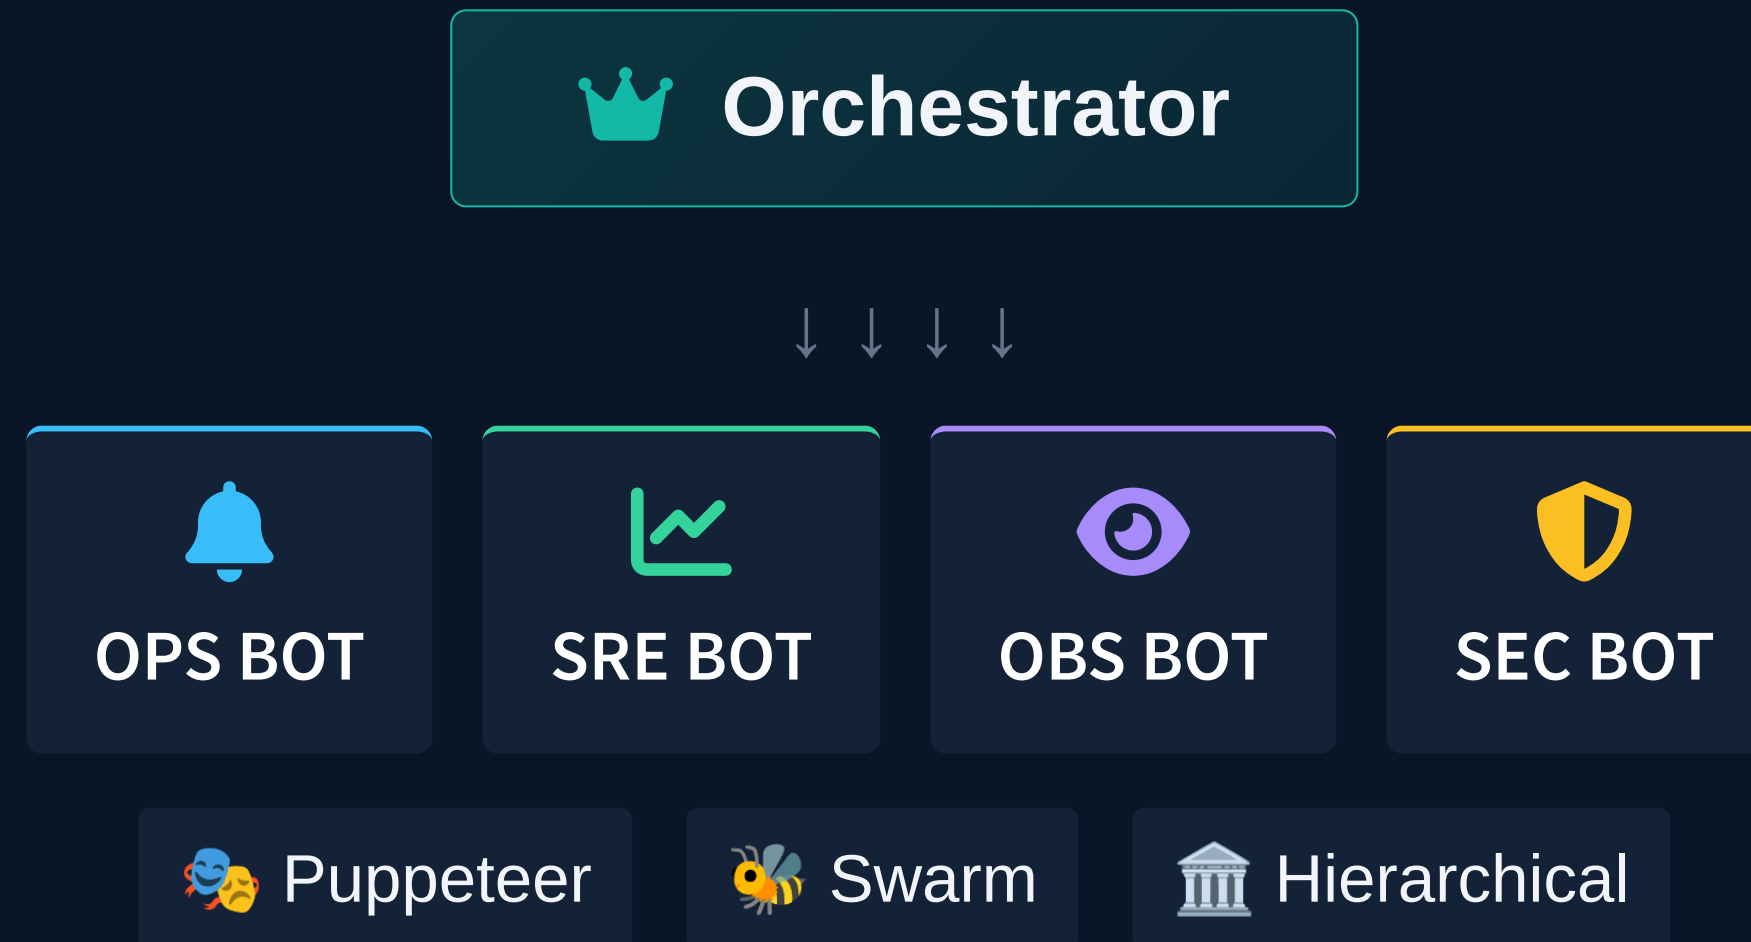 Orchestrator
↓ ↓ ↓ ↓
OPS BOT
SRE BOT
OBS BOT
SEC BOT
🎭 Puppeteer
🐝 Swarm
🏛️ Hierarchical